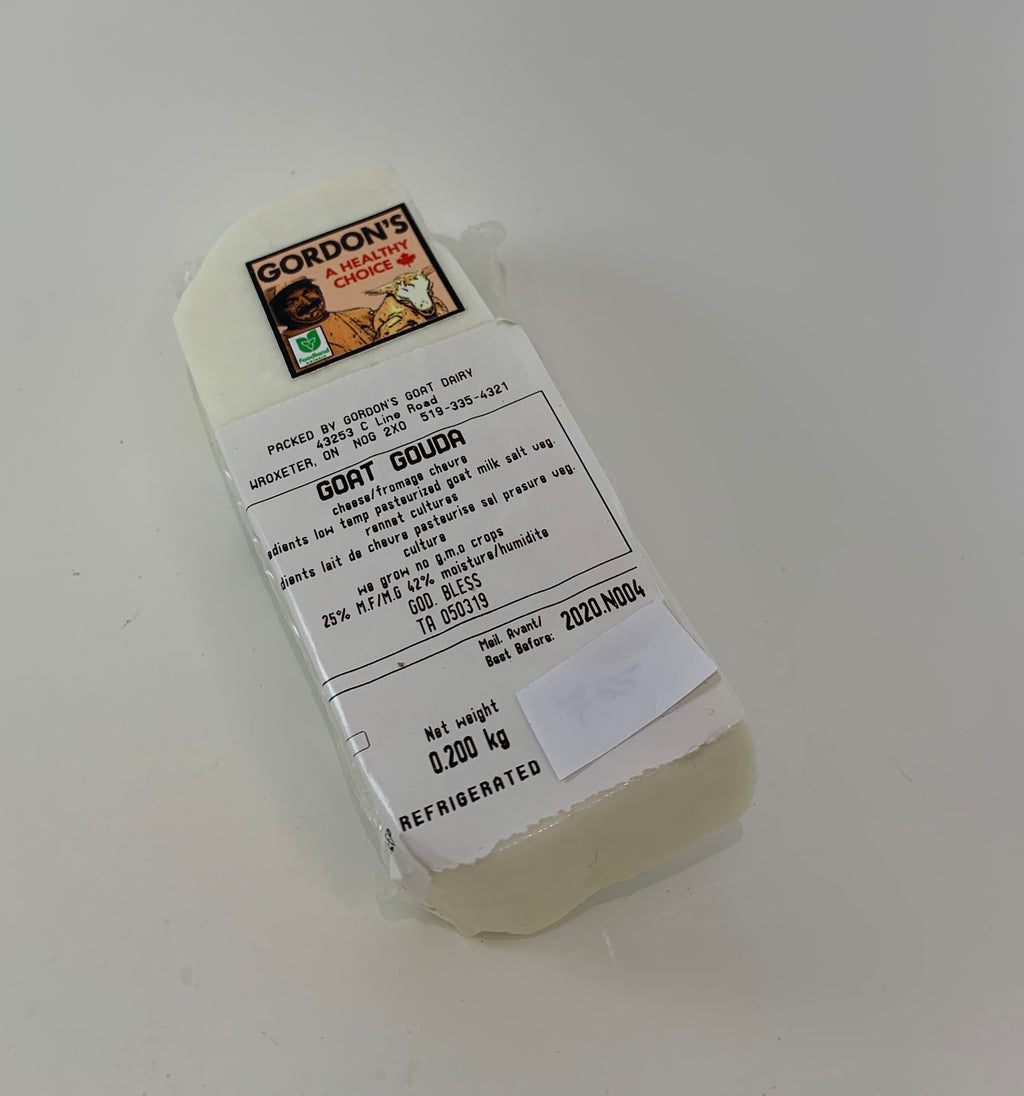 GORDON'S
A HEALTHY
CHOICE
Foodland
PACKED BY GORDON'S GOAT DAIRY
43253 C Line Road
WROXETER, ON N0G 2X0 519-335-4321
GOAT GOUDA
cheese/fromage chevre
edients low temp pasteurized goat milk salt veg.
rennet cultures
dients lait de chevre pasteurise sel presure veg.
culture
we grow no g.m.o crops
25% M.F/M.G 42% moisture/humidite
GOD. BLESS
TA 050319
Meil. Avant/
Best Before: 2020.NO04
Net weight
0.200 kg
REFRIGERATED